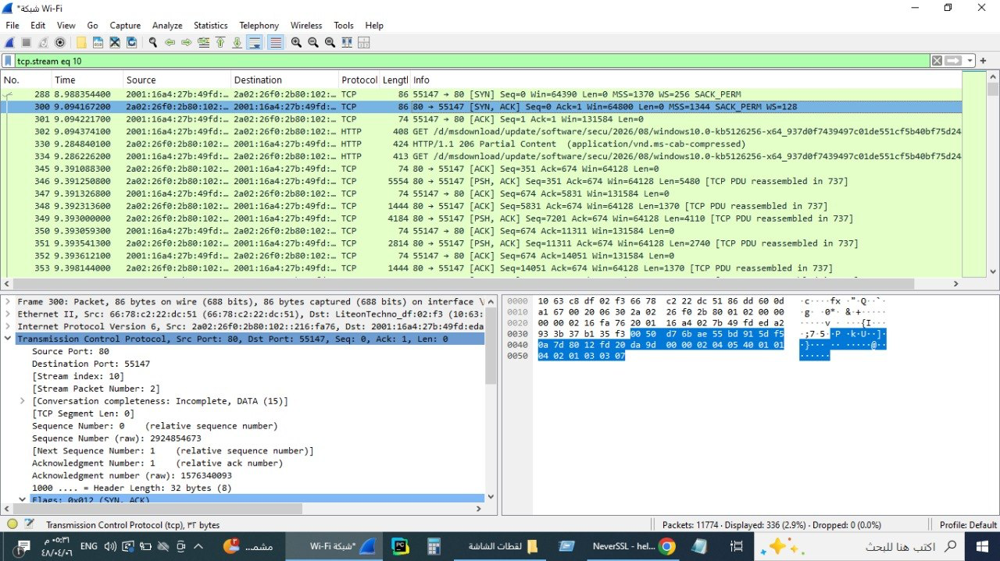 *شبكة Wi-Fi
File Edit View Go Capture Analyze Statistics Telephony Wireless Tools Help
tcp.stream eq 10
No. Time Source Destination Protocol Lengtl Info
288 8.988354400 2001:16a4:27b:49fd:… 2a02:26f0:2b80:102:… TCP 86 55147 → 80 [SYN] Seq=0 Win=64390 Len=0 MSS=1370 WS=256 SACK_PERM
300 9.094167200 2a02:26f0:2b80:102:… 2001:16a4:27b:49fd:… TCP 86 80 → 55147 [SYN, ACK] Seq=0 Ack=1 Win=64800 Len=0 MSS=1344 SACK_PERM WS=128
301 9.094221700 2001:16a4:27b:49fd:… 2a02:26f0:2b80:102:… TCP 74 55147 → 80 [ACK] Seq=1 Ack=1 Win=131584 Len=0
302 9.094374100 2001:16a4:27b:49fd:… 2a02:26f0:2b80:102:… HTTP 408 GET /d/msdownload/update/software/secu/2026/08/windows10.0-kb5126256-x64_937d0f7439497c01de551cf5b40bf75d24
330 9.284840100 2a02:26f0:2b80:102:… 2001:16a4:27b:49fd:… HTTP 424 HTTP/1.1 206 Partial Content (application/vnd.ms-cab-compressed)
334 9.286226200 2001:16a4:27b:49fd:… 2a02:26f0:2b80:102:… HTTP 413 GET /d/msdownload/update/software/secu/2026/08/windows10.0-kb5126256-x64_937d0f7439497c01de551cf5b40bf75d24
345 9.391088300 2a02:26f0:2b80:102:… 2001:16a4:27b:49fd:… TCP 74 80 → 55147 [ACK] Seq=351 Ack=674 Win=64128 Len=0
346 9.391250800 2a02:26f0:2b80:102:… 2001:16a4:27b:49fd:… TCP 5554 80 → 55147 [PSH, ACK] Seq=351 Ack=674 Win=64128 Len=5480 [TCP PDU reassembled in 737]
347 9.391326800 2001:16a4:27b:49fd:… 2a02:26f0:2b80:102:… TCP 74 55147 → 80 [ACK] Seq=674 Ack=5831 Win=131584 Len=0
348 9.392313600 2a02:26f0:2b80:102:… 2001:16a4:27b:49fd:… TCP 1444 80 → 55147 [ACK] Seq=5831 Ack=674 Win=64128 Len=1370 [TCP PDU reassembled in 737]
349 9.393000000 2a02:26f0:2b80:102:… 2001:16a4:27b:49fd:… TCP 4184 80 → 55147 [PSH, ACK] Seq=7201 Ack=674 Win=64128 Len=4110 [TCP PDU reassembled in 737]
350 9.393059300 2001:16a4:27b:49fd:… 2a02:26f0:2b80:102:… TCP 74 55147 → 80 [ACK] Seq=674 Ack=11311 Win=131584 Len=0
351 9.393541300 2a02:26f0:2b80:102:… 2001:16a4:27b:49fd:… TCP 2814 80 → 55147 [PSH, ACK] Seq=11311 Ack=674 Win=64128 Len=2740 [TCP PDU reassembled in 737]
352 9.393612100 2001:16a4:27b:49fd:… 2a02:26f0:2b80:102:… TCP 74 55147 → 80 [ACK] Seq=674 Ack=14051 Win=131584 Len=0
353 9.398144000 2a02:26f0:2b80:102:… 2001:16a4:27b:49fd:… TCP 1444 80 → 55147 [ACK] Seq=14051 Ack=674 Win=64128 Len=1370 [TCP PDU reassembled in 737]
Frame 300: Packet, 86 bytes on wire (688 bits), 86 bytes captured (688 bits) on interface \
Ethernet II, Src: 66:78:c2:22:dc:51 (66:78:c2:22:dc:51), Dst: LiteonTechno_df:02:f3 (10:63:
Internet Protocol Version 6, Src: 2a02:26f0:2b80:102::216:fa76, Dst: 2001:16a4:27b:49fd:eda
Transmission Control Protocol, Src Port: 80, Dst Port: 55147, Seq: 0, Ack: 1, Len: 0
Source Port: 80
Destination Port: 55147
[Stream index: 10]
[Stream Packet Number: 2]
[Conversation completeness: Incomplete, DATA (15)]
[TCP Segment Len: 0]
Sequence Number: 0 (relative sequence number)
Sequence Number (raw): 2924854673
[Next Sequence Number: 1 (relative sequence number)]
Acknowledgment Number: 1 (relative ack number)
Acknowledgment number (raw): 1576340093
1000 .... = Header Length: 32 bytes (8)
Flags: 0x012 (SYN, ACK)
0000 10 63 c8 df 02 f3 66 78 c2 22 dc 51 86 dd 60 0d ·c····fx ·"·Q··`·
0010 a1 67 00 20 06 30 2a 02 26 f0 2b 80 01 02 00 00 ·g· ·0*· &·+·····
0020 00 00 02 16 fa 76 20 01 16 a4 02 7b 49 fd ed a2 ·····v · ···{I···
0030 93 3b 37 b1 35 f3 00 50 d7 6b ae 55 bd 91 5d f5 ·;7·5··P ·k·U··]·
0040 0a 7d 80 12 fd 20 da 9d 00 00 02 04 05 40 01 01 ·}··· ·· ·····@··
0050 04 02 01 03 03 07 ······
Transmission Control Protocol (tcp), ٣٢ bytes
Packets: 11774 · Displayed: 336 (2.9%) · Dropped: 0 (0.0%)
Profile: Default
٠٥:٣١ م
٤٨/٠٤/٠٦
ENG
مشمـ...
*شبكة Wi-Fi
لقطات الشاشة
NeverSSL - hel...
اكتب هنا للبحث